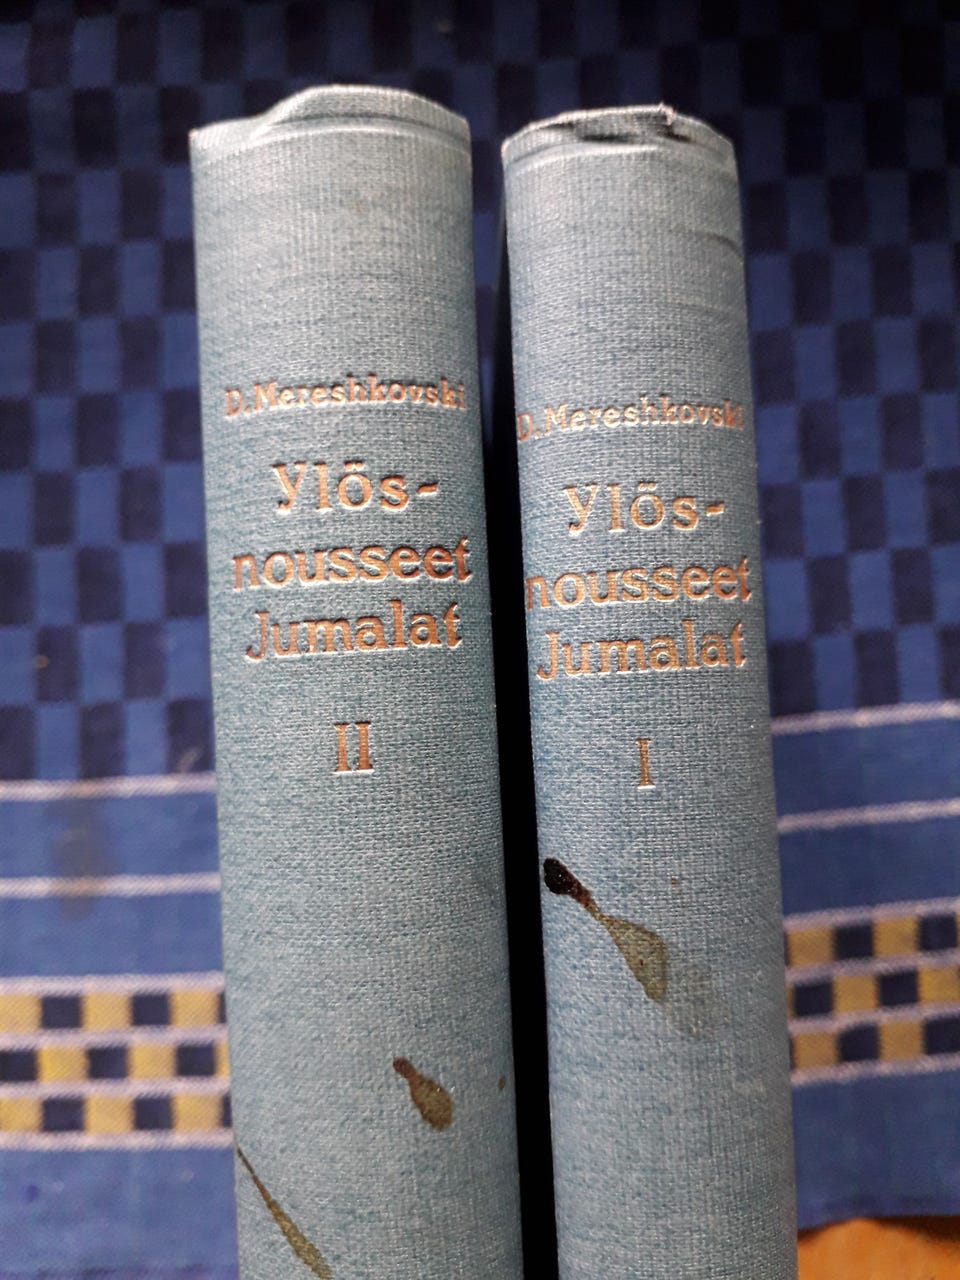 D. Mereshkovski
Ylös-
nousseet
Jumalat
II
D. Mereshkovski
Ylös-
nousseet
Jumalat
I